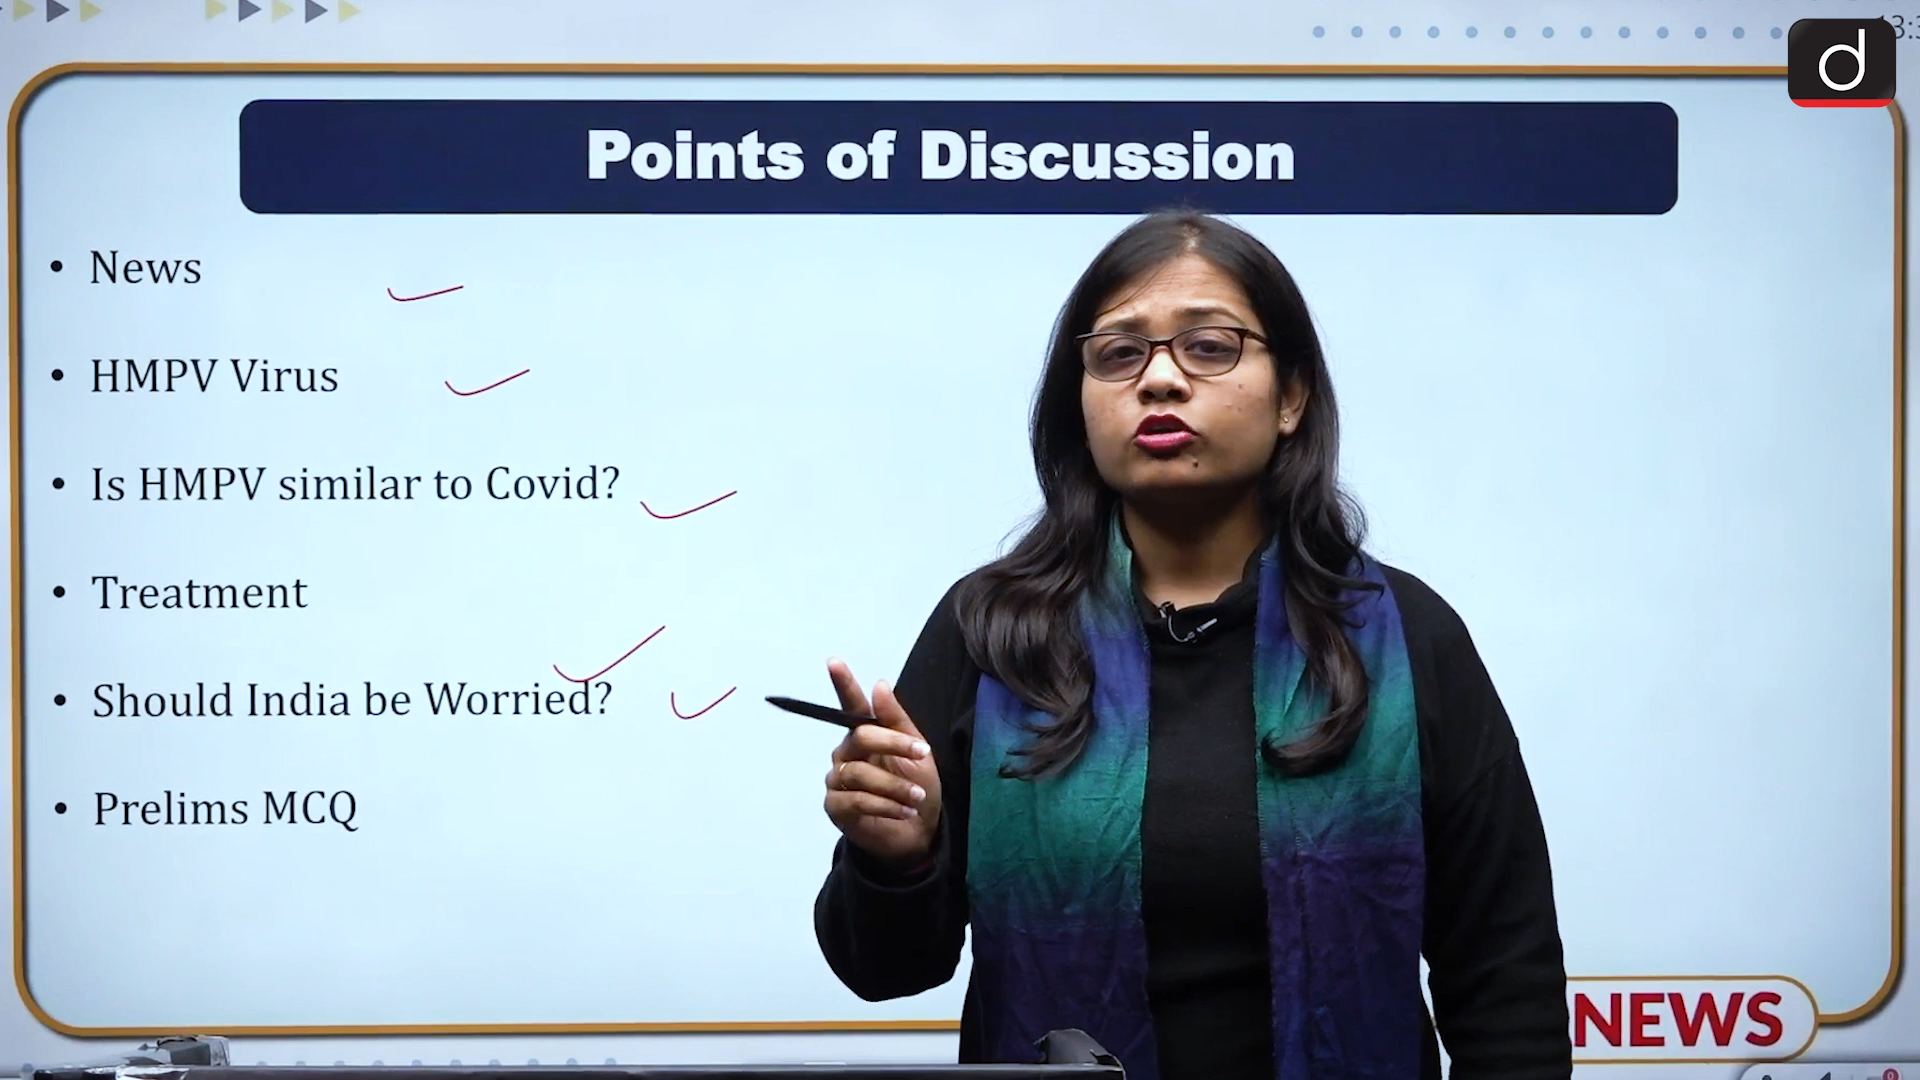 Points of Discussion
• News
• HMPV Virus
• Is HMPV similar to Covid?
• Treatment
• Should India be Worried?
• Prelims MCQ
d
NEWS